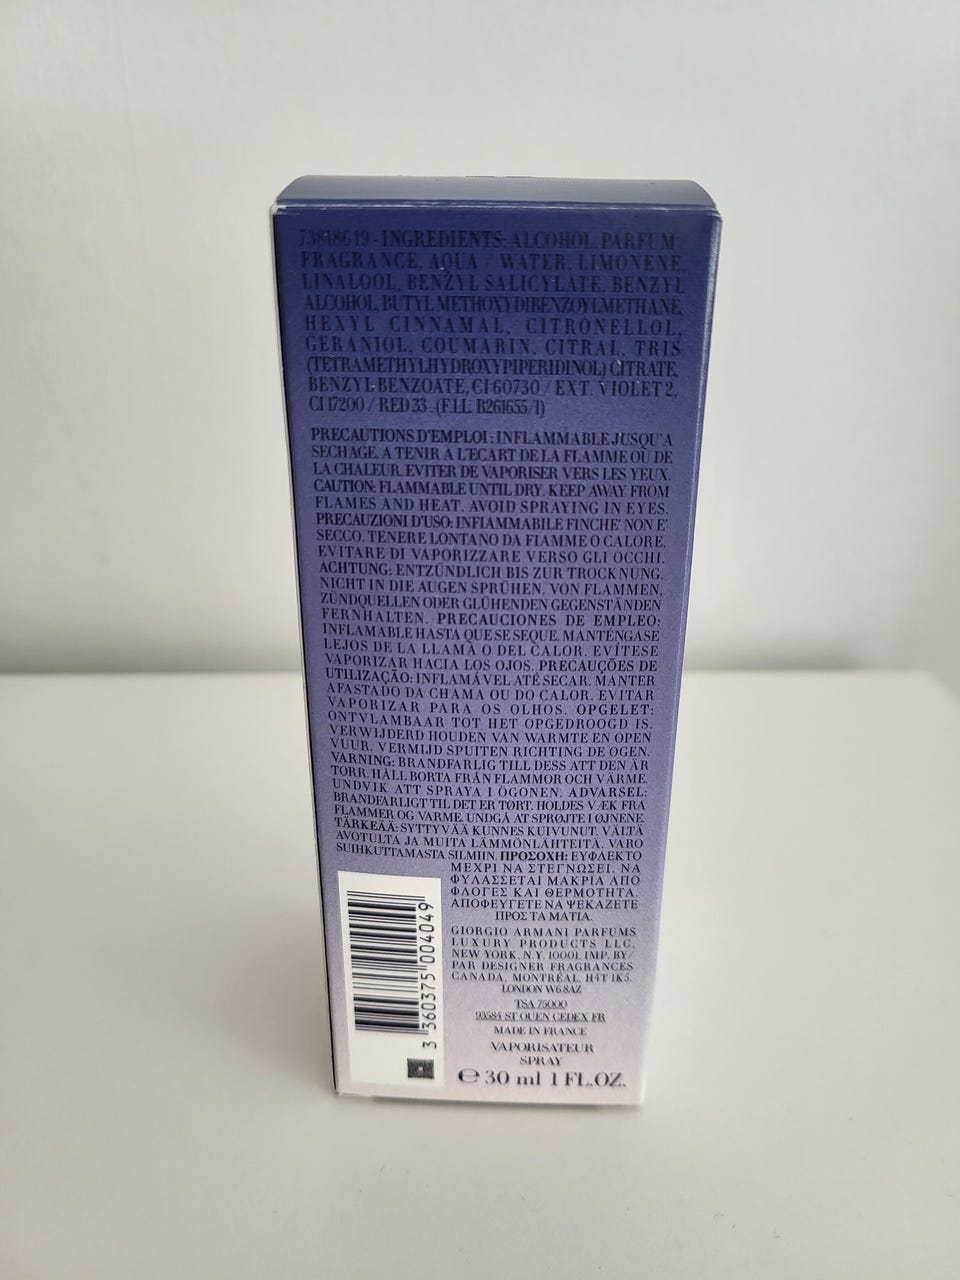 73818649 - INGREDIENTS: ALCOHOL, PARFUM /
FRAGRANCE, AQUA / WATER, LIMONENE,
LINALOOL, BENZYL SALICYLATE, BENZYL
ALCOHOL, BUTYL METHOXYDIBENZOYLMETHANE,
HEXYL CINNAMAL, CITRONELLOL,
GERANIOL, COUMARIN, CITRAL, TRIS
(TETRAMETHYLHYDROXYPIPERIDINOL) CITRATE,
BENZYL BENZOATE, CI 60730 / EXT. VIOLET 2,
CI 17200 / RED 33. (F.I.L. B261655/1)
PRECAUTIONS D'EMPLOI : INFLAMMABLE JUSQU'A
SECHAGE. A TENIR A L'ECART DE LA FLAMME OÙ DE
LA CHALEUR. EVITER DE VAPORISER VERS LES YEUX.
CAUTION: FLAMMABLE UNTIL DRY. KEEP AWAY FROM
FLAMES AND HEAT. AVOID SPRAYING IN EYES.
PRECAUZIONI D'USO: INFIAMMABILE FINCHE' NON E'
SECCO. TENERE LONTANO DA FIAMME O CALORE.
EVITARE DI VAPORIZZARE VERSO GLI OCCHI.
ACHTUNG: ENTZÜNDLICH BIS ZUR TROCKNUNG.
NICHT IN DIE AUGEN SPRÜHEN. VON FLAMMEN,
ZÜNDQUELLEN ODER GLÜHENDEN GEGENSTÄNDEN
FERNHALTEN. PRECAUCIONES DE EMPLEO:
INFLAMABLE HASTA QUE SE SEQUE. MANTÉNGASE
LEJOS DE LA LLAMA O DEL CALOR. EVÍTESE
VAPORIZAR HACIA LOS OJOS. PRECAUÇÕES DE
UTILIZAÇÃO: INFLAMÁVEL ATÉ SECAR. MANTER
AFASTADO DA CHAMA OU DO CALOR. EVITAR
VAPORIZAR PARA OS OLHOS. OPGELET:
ONTVLAMBAAR TOT HET OPGEDROOGD IS.
VERWIJDERD HOUDEN VAN WARMTE EN OPEN
VUUR. VERMIJD SPUITEN RICHTING DE OGEN.
VARNING: BRANDFARLIG TILL DESS ATT DEN ÄR
TORR. HÅLL BORTA FRÅN FLAMMOR OCH VÄRME.
UNDVIK ATT SPRAYA I ÖGONEN. ADVARSEL:
BRANDFARLIGT TIL DET ER TØRT. HOLDES VÆK FRA
FLAMMER OG VARME. UNDGÅ AT SPRØJTE I ØJNENE.
TÄRKEÄÄ: SYTTYVÄÄ KUNNES KUIVUNUT. VÄLTÄ
AVOTULTA JA MUITA LÄMMÖNLÄHTEITÄ. VARO
SUIHKUTTAMASTA SILMIIN. ΠΡΟΣΟΧΗ: ΕΥΦΛΕΚΤΟ
ΜΕΧΡΙ ΝΑ ΣΤΕΓΝΩΣΕΙ. ΝΑ
ΦΥΛΑΣΣΕΤΑΙ ΜΑΚΡΙΑ ΑΠΟ
ΦΛΟΓΕΣ ΚΑΙ ΘΕΡΜΟΤΗΤΑ.
ΑΠΟΦΕΥΓΕΤΕ ΝΑ ΨΕΚΑΖΕΤΕ
ΠΡΟΣ ΤΑ ΜΑΤΙΑ.
GIORGIO ARMANI PARFUMS
LUXURY PRODUCTS LLC,
NEW YORK, N.Y. 10001. IMP. BY/
PAR DESIGNER FRAGRANCES
CANADA, MONTRÉAL, H4T 1K5.
LONDON W6 8AZ
TSA 75000
93584 ST OUEN CEDEX FR
MADE IN FRANCE
VAPORISATEUR
SPRAY
℮ 30 ml 1 FL.OZ.
3 360375 004049